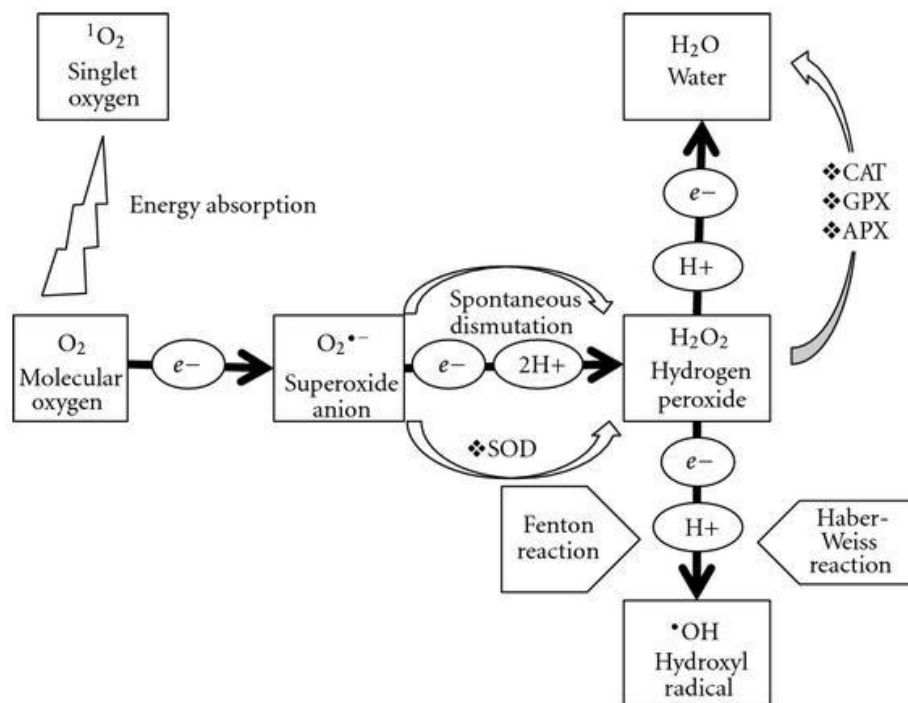 ¹O₂
Singlet
oxygen
Energy absorption
O₂
Molecular
oxygen
e−
O₂•−
Superoxide
anion
Spontaneous
dismutation
e−
2H+
❖SOD
H₂O
Water
e−
H+
❖CAT
❖GPX
❖APX
H₂O₂
Hydrogen
peroxide
e−
H+
Fenton
reaction
Haber-
Weiss
reaction
•OH
Hydroxyl
radical